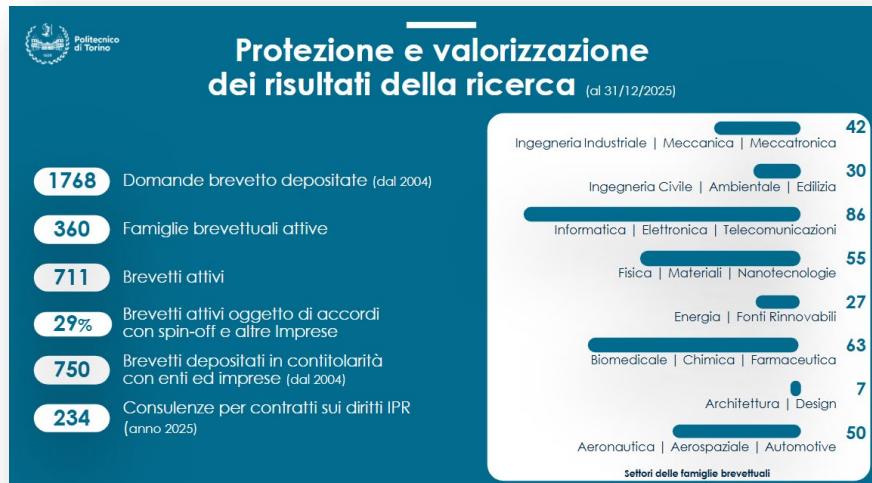 Politecnico
di Torino
Protezione e valorizzazione
dei risultati della ricerca (al 31/12/2025)
1768 Domande brevetto depositate (dal 2004)
360 Famiglie brevettuali attive
711 Brevetti attivi
29% Brevetti attivi oggetto di accordi
con spin-off e altre Imprese
750 Brevetti depositati in contitolarità
con enti ed imprese (dal 2004)
234 Consulenze per contratti sui diritti IPR
(anno 2025)
42
Ingegneria Industriale | Meccanica | Meccatronica
30
Ingegneria Civile | Ambientale | Edilizia
86
Informatica | Elettronica | Telecomunicazioni
55
Fisica | Materiali | Nanotecnologie
27
Energia | Fonti Rinnovabili
63
Biomedicale | Chimica | Farmaceutica
7
Architettura | Design
50
Aeronautica | Aerospaziale | Automotive
Settori delle famiglie brevettuali